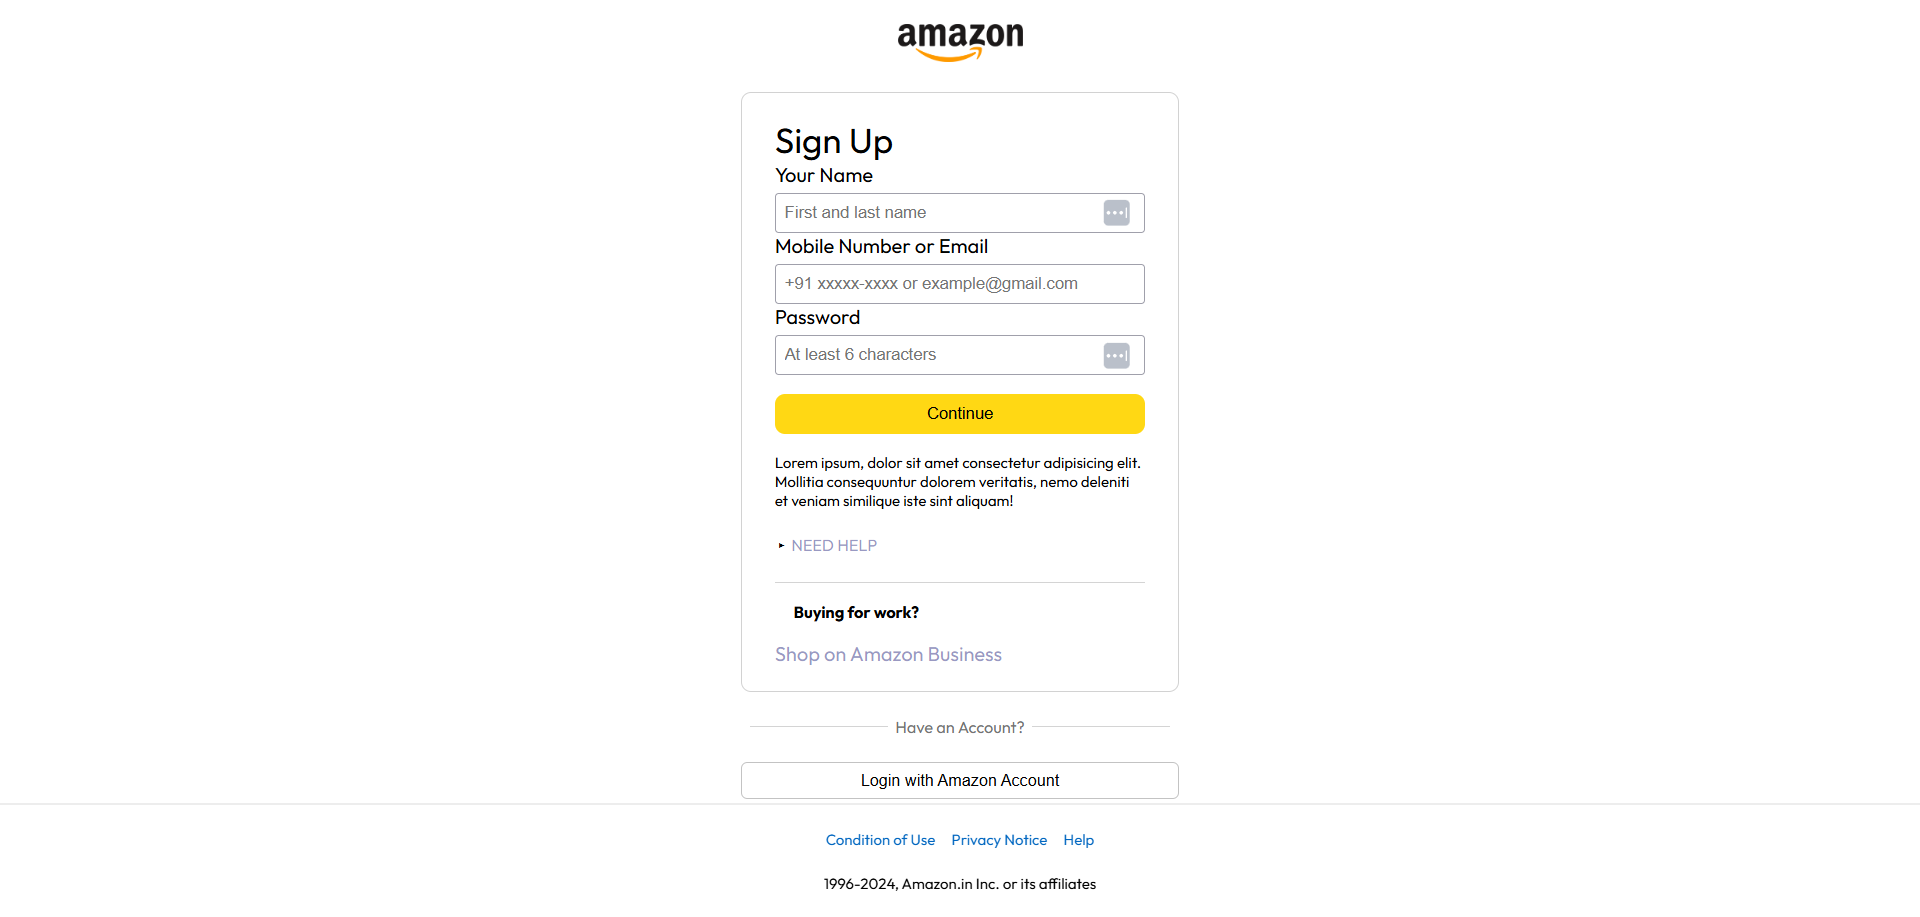 amazon
Sign Up
Your Name
First and last name
Mobile Number or Email
+91 xxxxx-xxxx or example@gmail.com
Password
At least 6 characters
Continue
Lorem ipsum, dolor sit amet consectetur adipisicing elit.
Mollitia consequuntur dolorem veritatis, nemo deleniti
et veniam similique iste sint aliquam!
NEED HELP
Buying for work?
Shop on Amazon Business
Have an Account?
Login with Amazon Account
Condition of Use Privacy Notice Help
1996-2024, Amazon.in Inc. or its affiliates